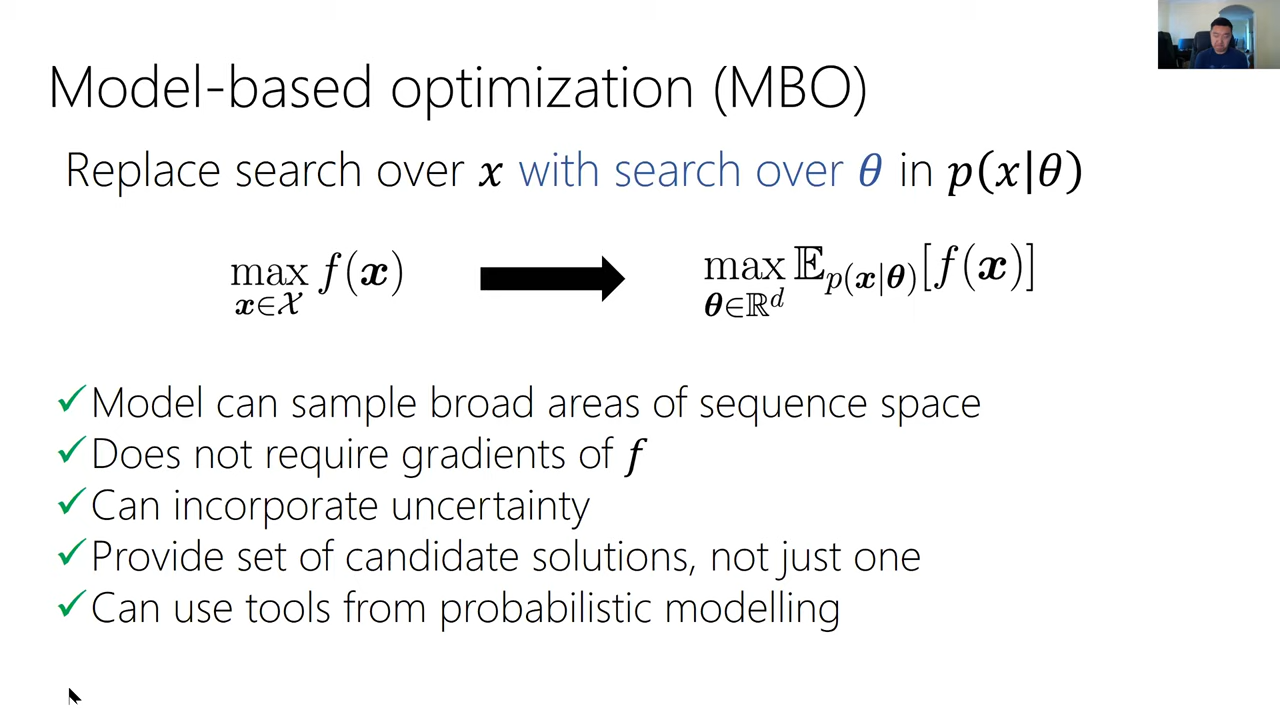 Model-based optimization (MBO)
Replace search over x with search over θ in p(x|θ)
max f(x)
x∈𝒳
max 𝔼p(x|θ)[f(x)]
θ∈ℝᵈ
✓Model can sample broad areas of sequence space
✓Does not require gradients of f
✓Can incorporate uncertainty
✓Provide set of candidate solutions, not just one
✓Can use tools from probabilistic modelling